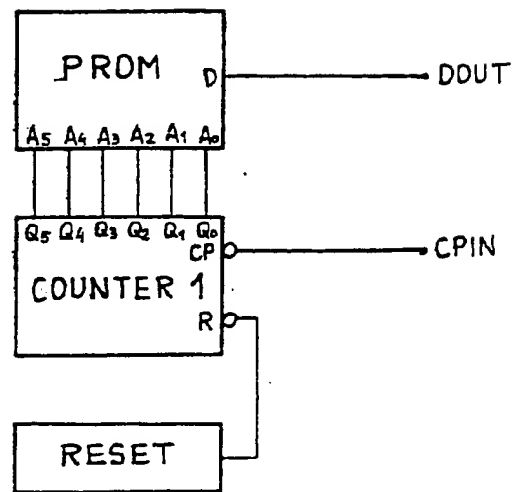 PROM
D
DOUT
A5 A4 A3 A2 A1 A0
Q5 Q4 Q3 Q2 Q1 Q0
CP
CPIN
COUNTER 1
R
RESET